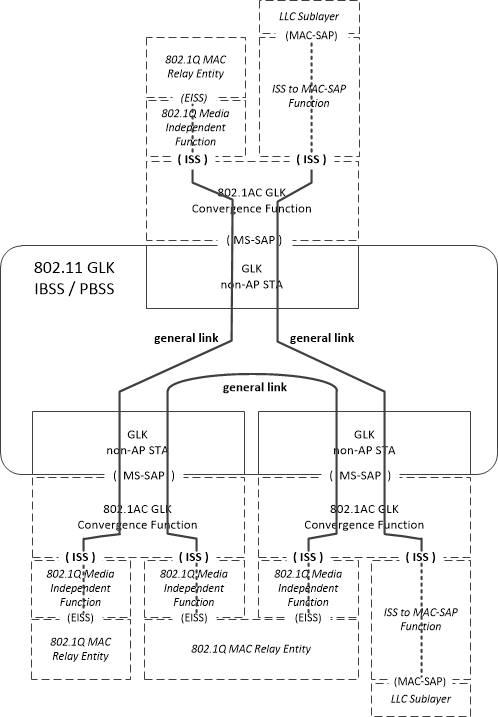 LLC Sublayer
(MAC-SAP)
802.1Q MAC
Relay Entity
ISS to MAC-SAP
Function
(EISS)
802.1Q Media
Independent
Function
( ISS )
( ISS )
802.1AC GLK
Convergence Function
( MS-SAP )
802.11 GLK
IBSS / PBSS
GLK
non-AP STA
general link
general link
general link
GLK
non-AP STA
GLK
non-AP STA
( MS-SAP )
( MS-SAP )
802.1AC GLK
Convergence Function
802.1AC GLK
Convergence Function
( ISS )
( ISS )
( ISS )
( ISS )
802.1Q Media
Independent
Function
802.1Q Media
Independent
Function
802.1Q Media
Independent
Function
ISS to MAC-SAP
Function
(EISS)
(EISS)
(EISS)
802.1Q MAC
Relay Entity
802.1Q MAC Relay Entity
(MAC-SAP)
LLC Sublayer